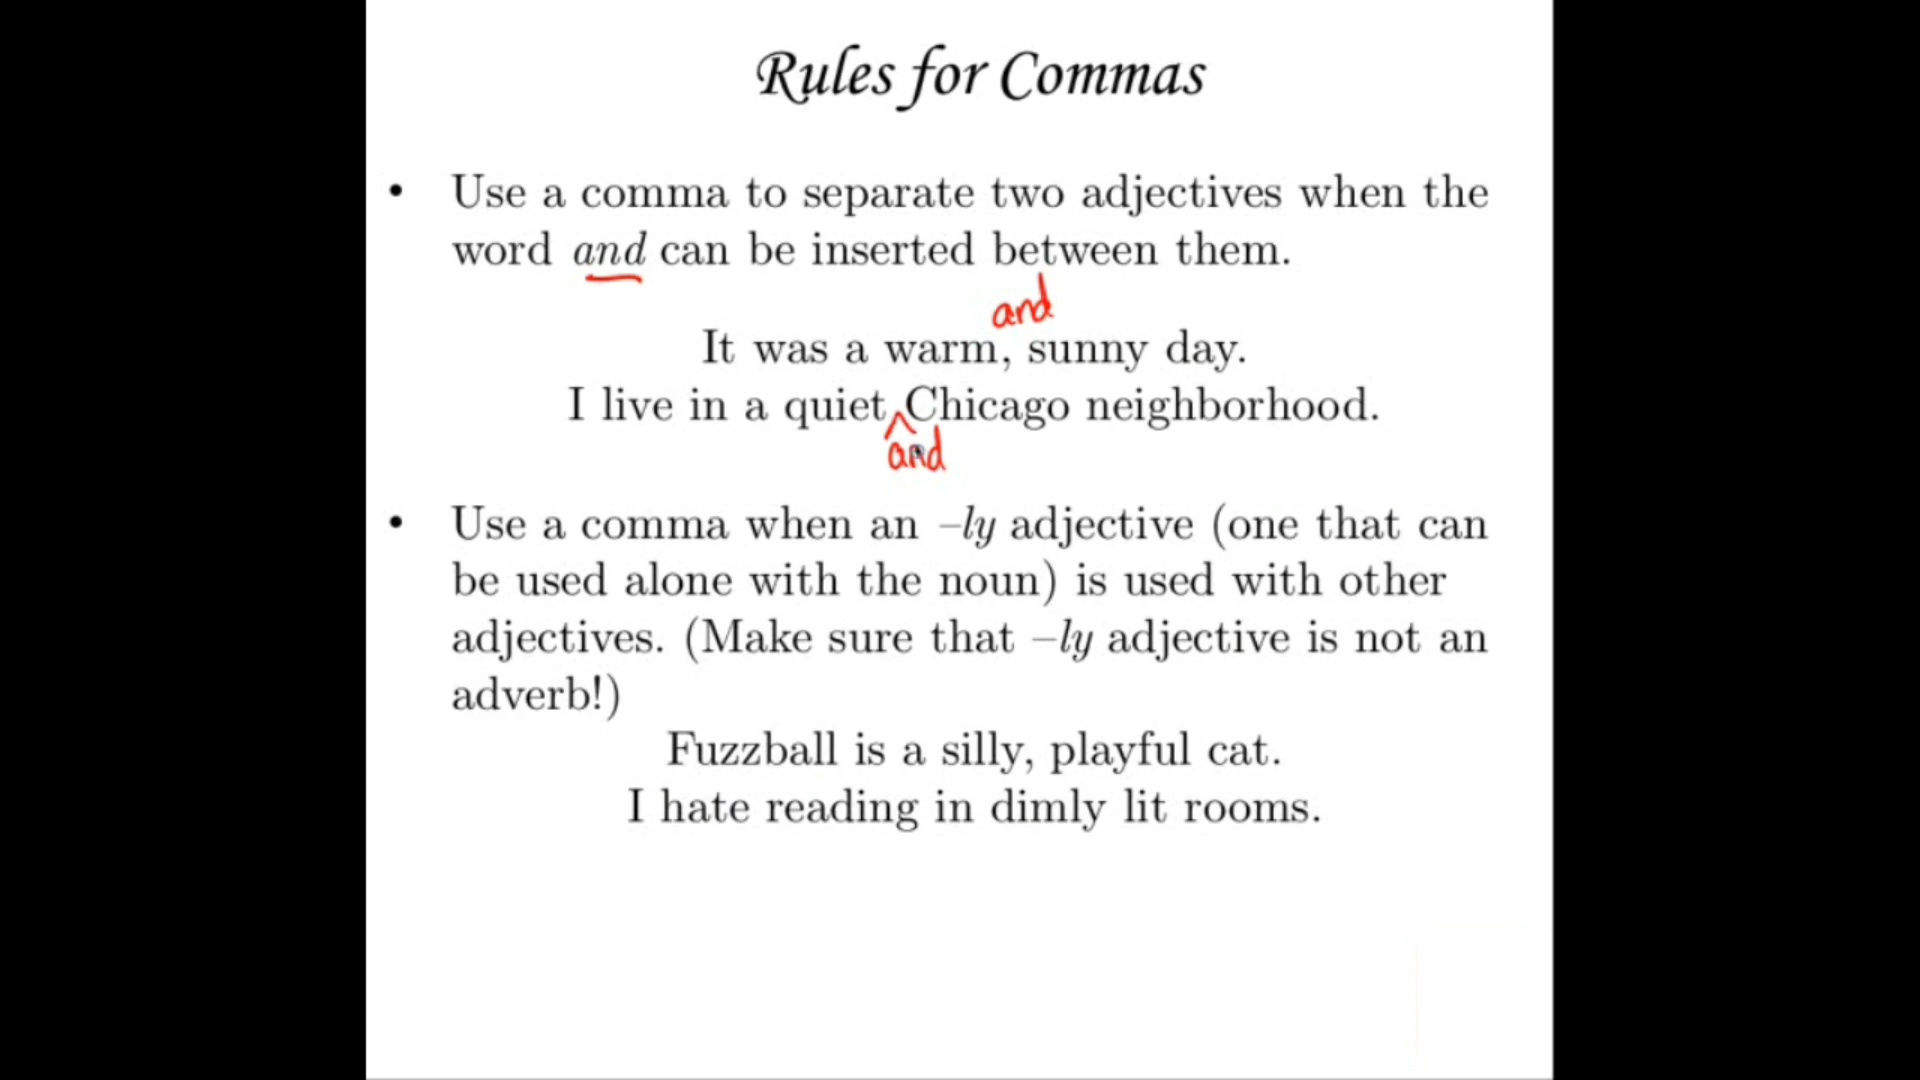 Rules for Commas
• Use a comma to separate two adjectives when the
word and can be inserted between them.
and
It was a warm, sunny day.
I live in a quiet Chicago neighborhood.
and
• Use a comma when an –ly adjective (one that can
be used alone with the noun) is used with other
adjectives. (Make sure that –ly adjective is not an
adverb!)
Fuzzball is a silly, playful cat.
I hate reading in dimly lit rooms.